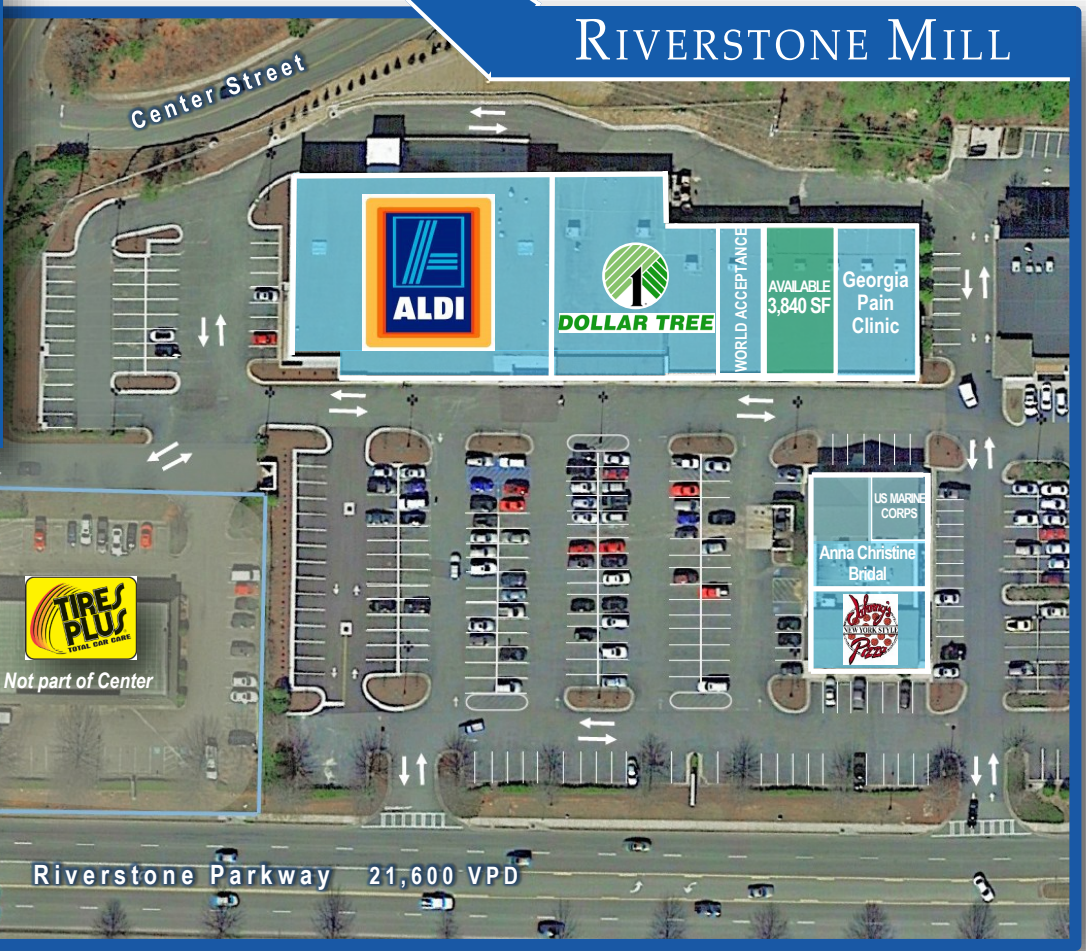 RIVERSTONE MILL
Center Street
ALDI
1
DOLLAR TREE
WORLD ACCEPTANCE
AVAILABLE
3,840 SF
Georgia
Pain
Clinic
US MARINE
CORPS
Anna Christine
Bridal
Johnny's
NEW YORK STYLE
Pizza
TIRES
PLUS
TOTAL CAR CARE
Not part of Center
Riverstone Parkway 21,600 VPD